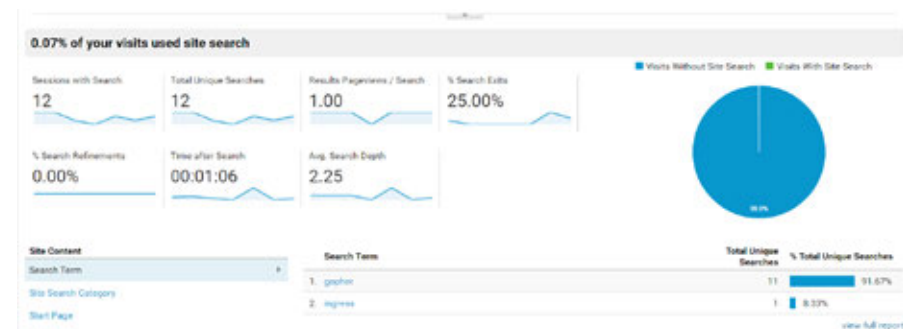 0.07% of your visits used site search
Visits Without Site Search Visits With Site Search
Sessions with Search Total Unique Searches Results Pageviews / Search % Search Exits
12 12 1.00 25.00%
% Search Refinements Time after Search Avg. Search Depth
0.00% 00:01:06 2.25
Site Content
Search Term
Site Search Category
Start Page
Search Term Total Unique Searches % Total Unique Searches
1. gopher 11 91.67%
2. 1 8.33%
view full report